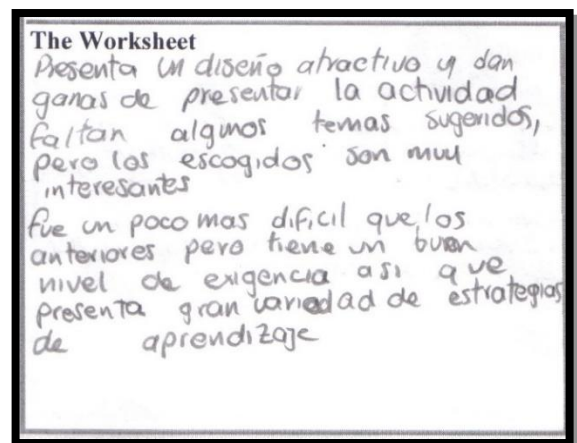 The Worksheet
Presenta un diseño atractivo y dan
ganas de presentar la actividad
faltan algunos temas sugeridos,
pero los escogidos son muy
interesantes
fue un poco mas dificil que los
anteriores pero tiene un buen
nivel de exigencia asi que
presenta gran variedad de estrategias
de aprendizaje